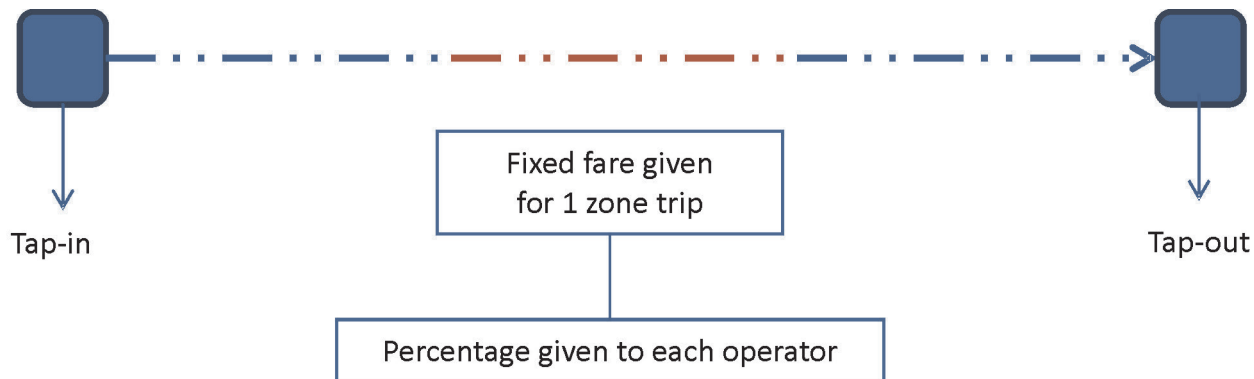 Fixed fare given
for 1 zone trip
Tap-in
Tap-out
Percentage given to each operator